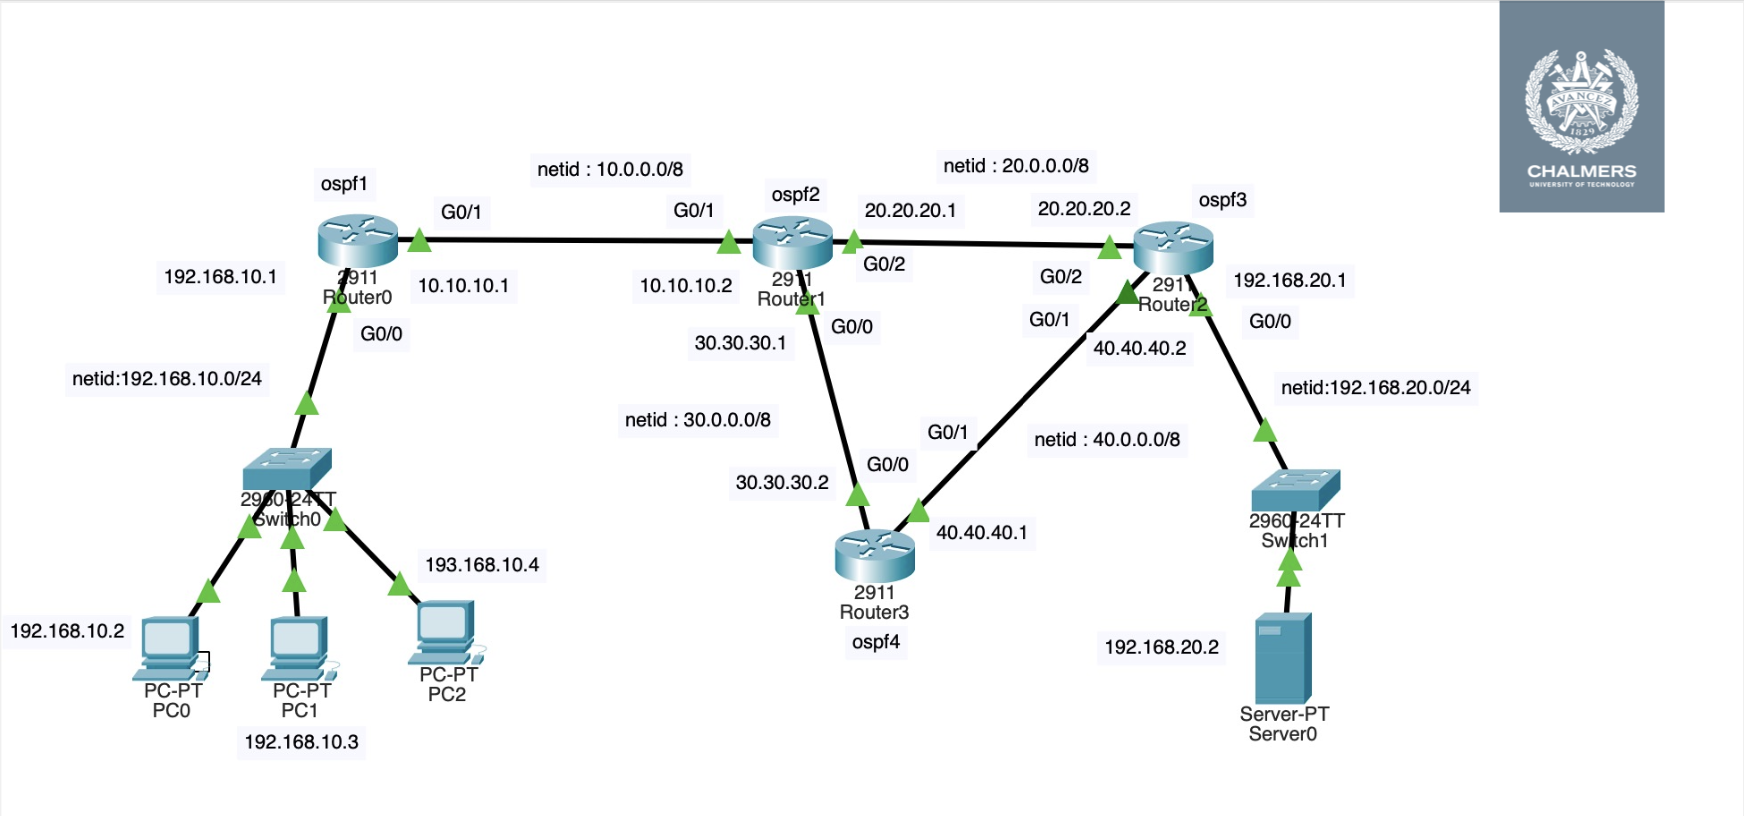 AVANCEZ
1829
CHALMERS
UNIVERSITY OF TECHNOLOGY
netid : 10.0.0.0/8
netid : 20.0.0.0/8
ospf1
ospf2
ospf3
G0/1
G0/1
20.20.20.1
20.20.20.2
192.168.10.1
2911
Router0
10.10.10.1
10.10.10.2
2911
Router1
G0/2
G0/2
2911
Router2
192.168.20.1
G0/0
G0/0
G0/1
G0/0
30.30.30.1
40.40.40.2
netid:192.168.10.0/24
netid:192.168.20.0/24
netid : 30.0.0.0/8
G0/1
netid : 40.0.0.0/8
G0/0
30.30.30.2
2960-24TT
Switch0
2960-24TT
Switch1
40.40.40.1
193.168.10.4
2911
Router3
ospf4
192.168.10.2
192.168.20.2
PC-PT
PC0
PC-PT
PC1
PC-PT
PC2
Server-PT
Server0
192.168.10.3